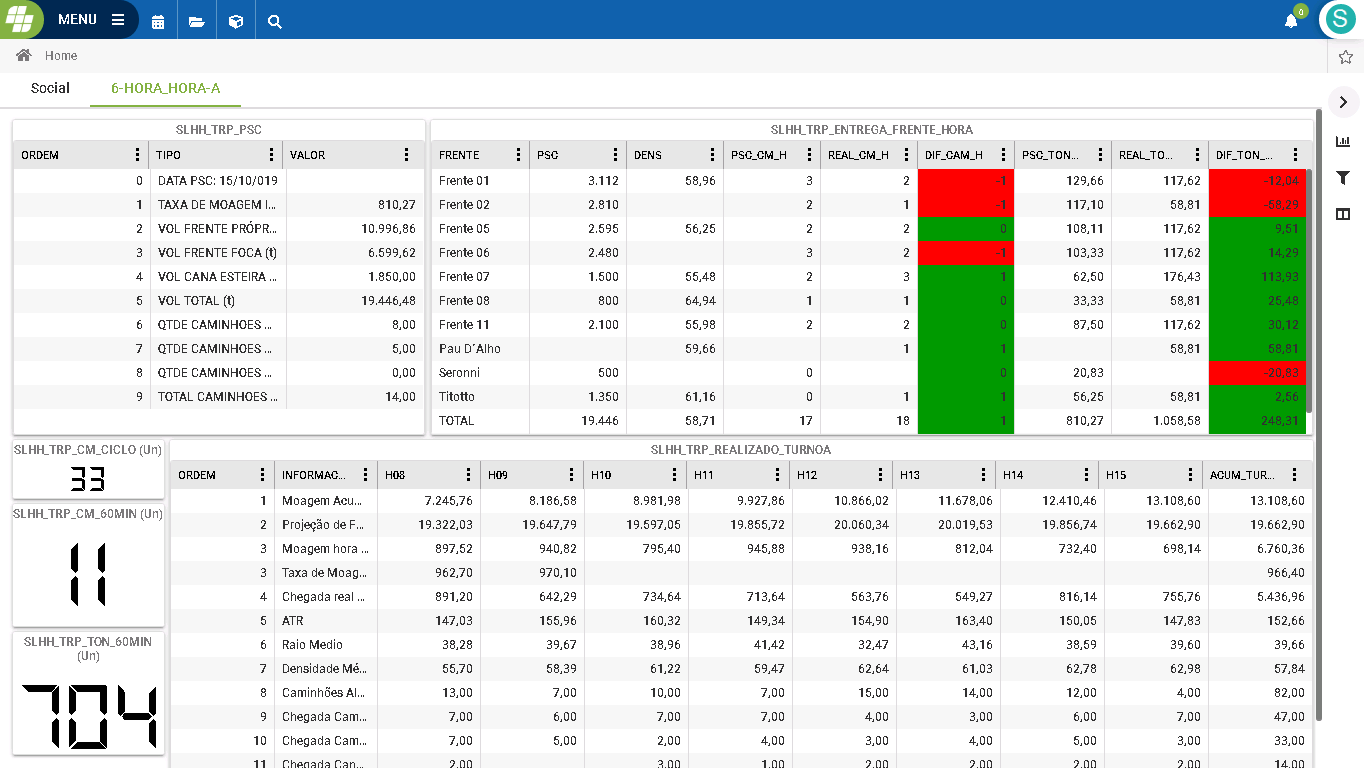 MENU
0
S
Home
Social 6-HORA_HORA-A
SLHH_TRP_PSC
ORDEM TIPO VALOR
0 DATA PSC: 15/10/019
1 TAXA DE MOAGEM I... 810,27
2 VOL FRENTE PRÓPR... 10.996,86
3 VOL FRENTE FOCA (t) 6.599,62
4 VOL CANA ESTEIRA ... 1.850,00
5 VOL TOTAL (t) 19.446,48
6 QTDE CAMINHOES ... 8,00
7 QTDE CAMINHOES ... 5,00
8 QTDE CAMINHOES ... 0,00
9 TOTAL CAMINHOES ... 14,00
SLHH_TRP_ENTREGA_FRENTE_HORA
FRENTE PSC DENS PSC_CM_H REAL_CM_H DIF_CAM_H PSC_TON... REAL_TO... DIF_TON_...
Frente 01 3.112 58,96 3 2 -1 129,66 117,62 -12,04
Frente 02 2.810 2 1 -1 117,10 58,81 -58,29
Frente 05 2.595 56,25 2 2 0 108,11 117,62 9,51
Frente 06 2.480 3 2 -1 103,33 117,62 14,29
Frente 07 1.500 55,48 2 3 1 62,50 176,43 113,93
Frente 08 800 64,94 1 1 0 33,33 58,81 25,48
Frente 11 2.100 55,98 2 2 0 87,50 117,62 30,12
Pau D´Alho 59,66 1 1 58,81 58,81
Seronni 500 0 0 20,83 -20,83
Titotto 1.350 61,16 0 1 1 56,25 58,81 2,56
TOTAL 19.446 58,71 17 18 1 810,27 1.058,58 248,31
SLHH_TRP_CM_CICLO (Un)
33
SLHH_TRP_CM_60MIN (Un)
11
SLHH_TRP_TON_60MIN
(Un)
704
SLHH_TRP_REALIZADO_TURNOA
ORDEM INFORMAC... H08 H09 H10 H11 H12 H13 H14 H15 ACUM_TUR...
1 Moagem Acu... 7.245,76 8.186,58 8.981,98 9.927,86 10.866,02 11.678,06 12.410,46 13.108,60 13.108,60
2 Projeção de F... 19.322,03 19.647,79 19.597,05 19.855,72 20.060,34 20.019,53 19.856,74 19.662,90 19.662,90
3 Moagem hora ... 897,52 940,82 795,40 945,88 938,16 812,04 732,40 698,14 6.760,36
3 Taxa de Moag... 962,70 970,10 966,40
4 Chegada real ... 891,20 642,29 734,64 713,64 563,76 549,27 816,14 755,76 5.436,96
5 ATR 147,03 155,96 160,32 149,34 154,90 163,40 150,05 147,83 152,66
6 Raio Medio 38,28 39,67 38,96 41,42 32,47 43,16 38,59 39,60 39,66
7 Densidade Mé... 55,70 58,39 61,22 59,47 62,64 61,03 62,78 62,98 57,84
8 Caminhões Al... 13,00 7,00 10,00 7,00 15,00 14,00 12,00 4,00 82,00
9 Chegada Cam... 7,00 6,00 7,00 7,00 4,00 3,00 6,00 7,00 47,00
10 Chegada Cam... 7,00 5,00 2,00 4,00 3,00 4,00 5,00 3,00 33,00
11 Chegada Can... 2,00 3,00 1,00 2,00 2,00 2,00 2,00 14,00